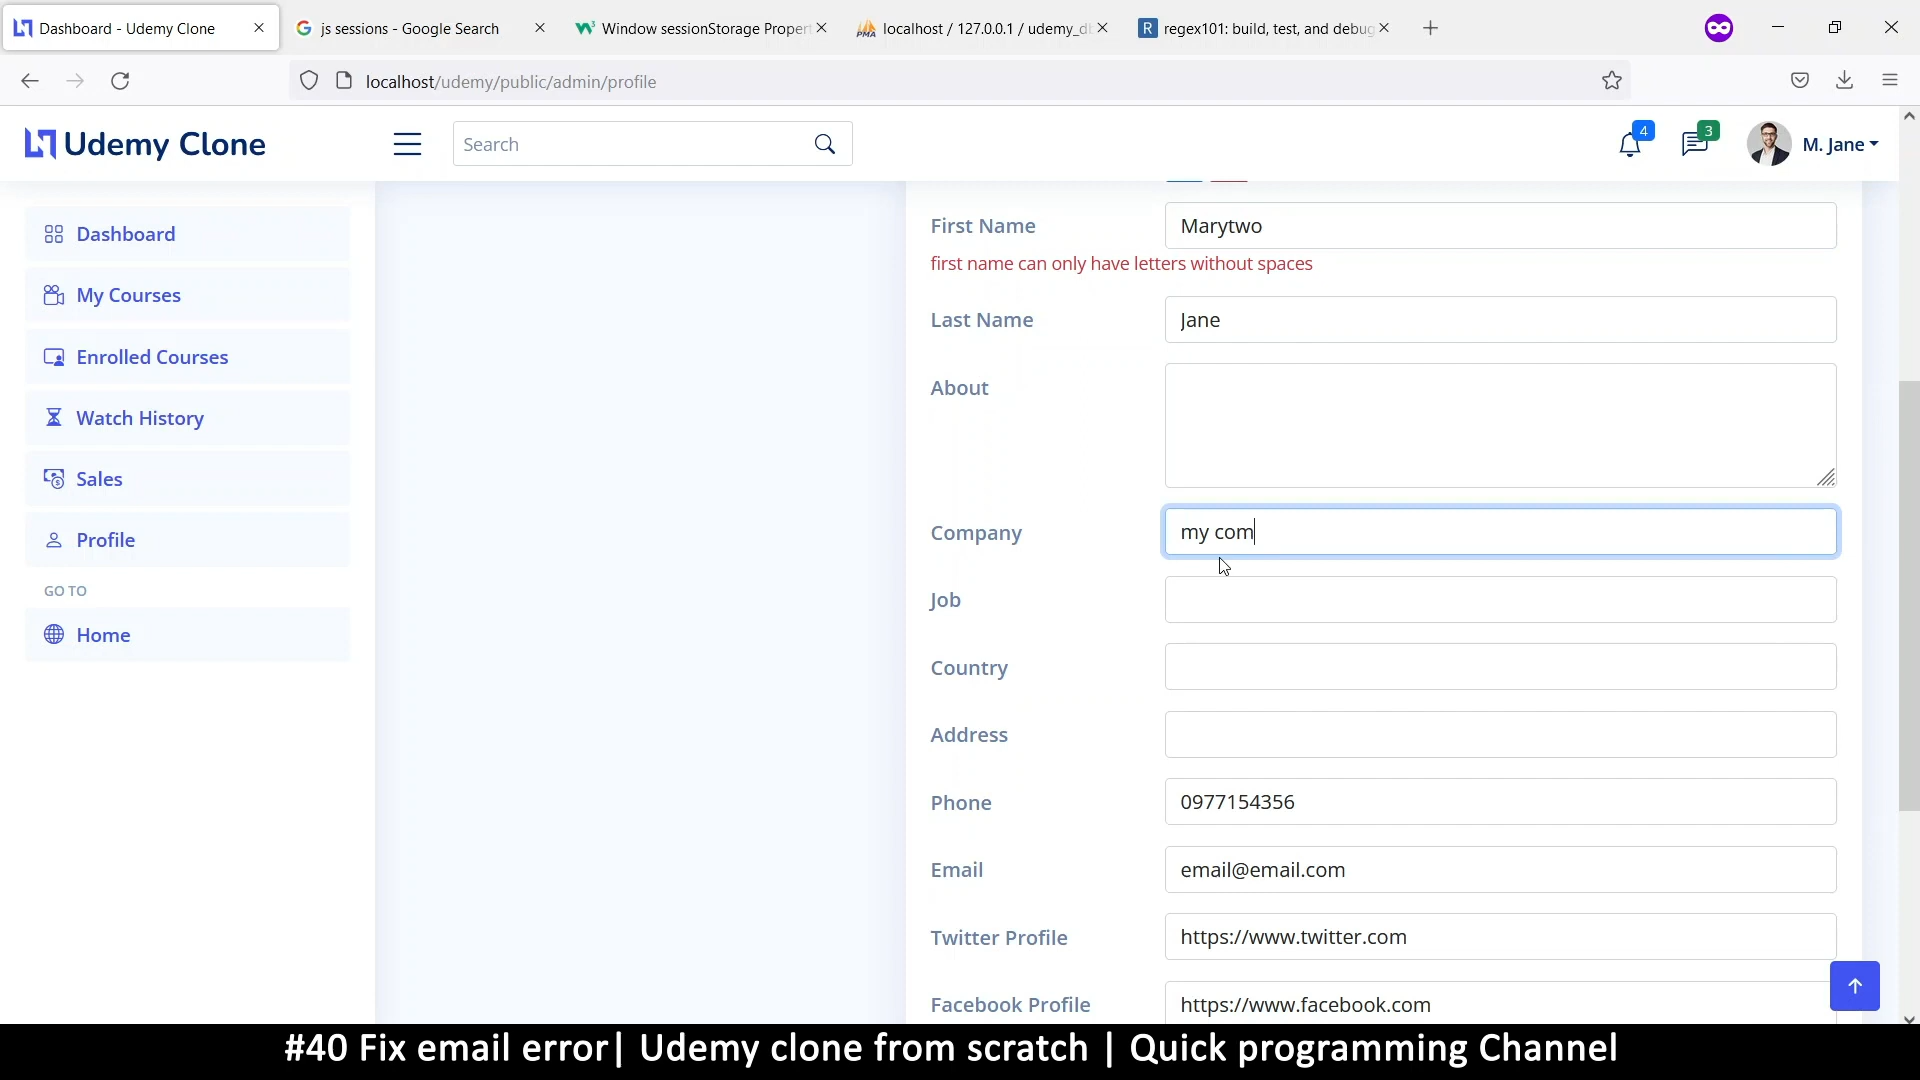 Dashboard - Udemy Clone
js sessions - Google Search
Window sessionStorage Proper
localhost / 127.0.0.1 / udemy_d
regex101: build, test, and debug
localhost/udemy/public/admin/profile
Udemy Clone
Search
4
3
M. Jane
Dashboard
My Courses
Enrolled Courses
Watch History
Sales
Profile
GO TO
Home
First Name
Marytwo
first name can only have letters without spaces
Last Name
Jane
About
Company
my com
Job
Country
Address
Phone
0977154356
Email
email@email.com
Twitter Profile
https://www.twitter.com
Facebook Profile
https://www.facebook.com
#40 Fix email error| Udemy clone from scratch | Quick programming Channel